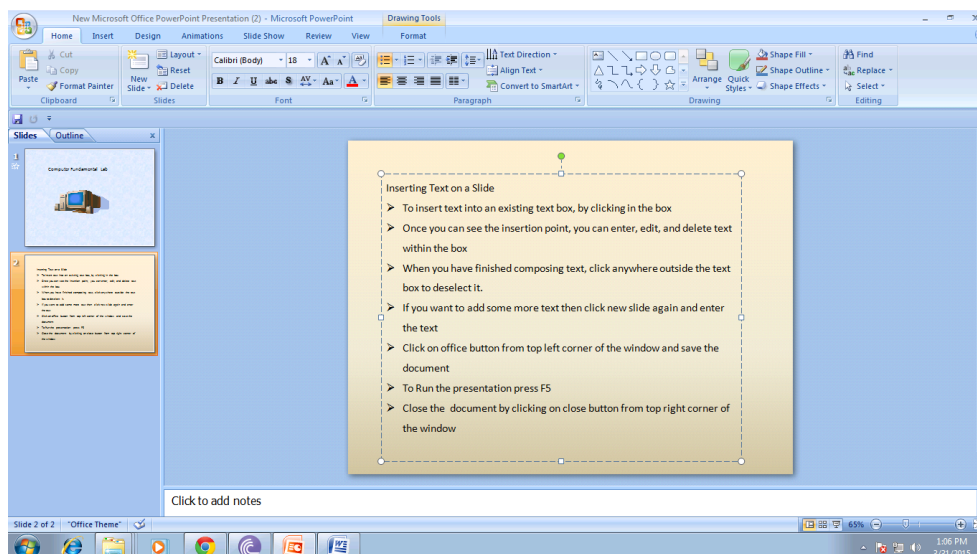 New Microsoft Office PowerPoint Presentation (2) - Microsoft PowerPoint
Drawing Tools
Home Insert Design Animations Slide Show Review View Format
Paste
Cut
Copy
Format Painter
Clipboard
New Slide
Layout
Reset
Delete
Slides
Calibri (Body) 18 A A
B I U abc S AV Aa A
Font
Text Direction
Align Text
Convert to SmartArt
Paragraph
Arrange
Quick Styles
Shape Fill
Shape Outline
Shape Effects
Drawing
Find
Replace
Select
Editing
Slides Outline x
1
Computer Fundamental Lab
2
Inserting Text on a Slide
To insert text into an existing text box, by clicking in the box
Once you can see the insertion point, you can enter, edit, and delete text
within the box
When you have finished composing text, click anywhere outside the text
box to deselect it.
If you want to add some more text then click new slide again and enter
the text
Click on office button from top left corner of the window and save the
document
To Run the presentation press F5
Close the document by clicking on close button from top right corner of
the window
Click to add notes
Slide 2 of 2 "Office Theme" 65%
1:06 PM
2/21/2015